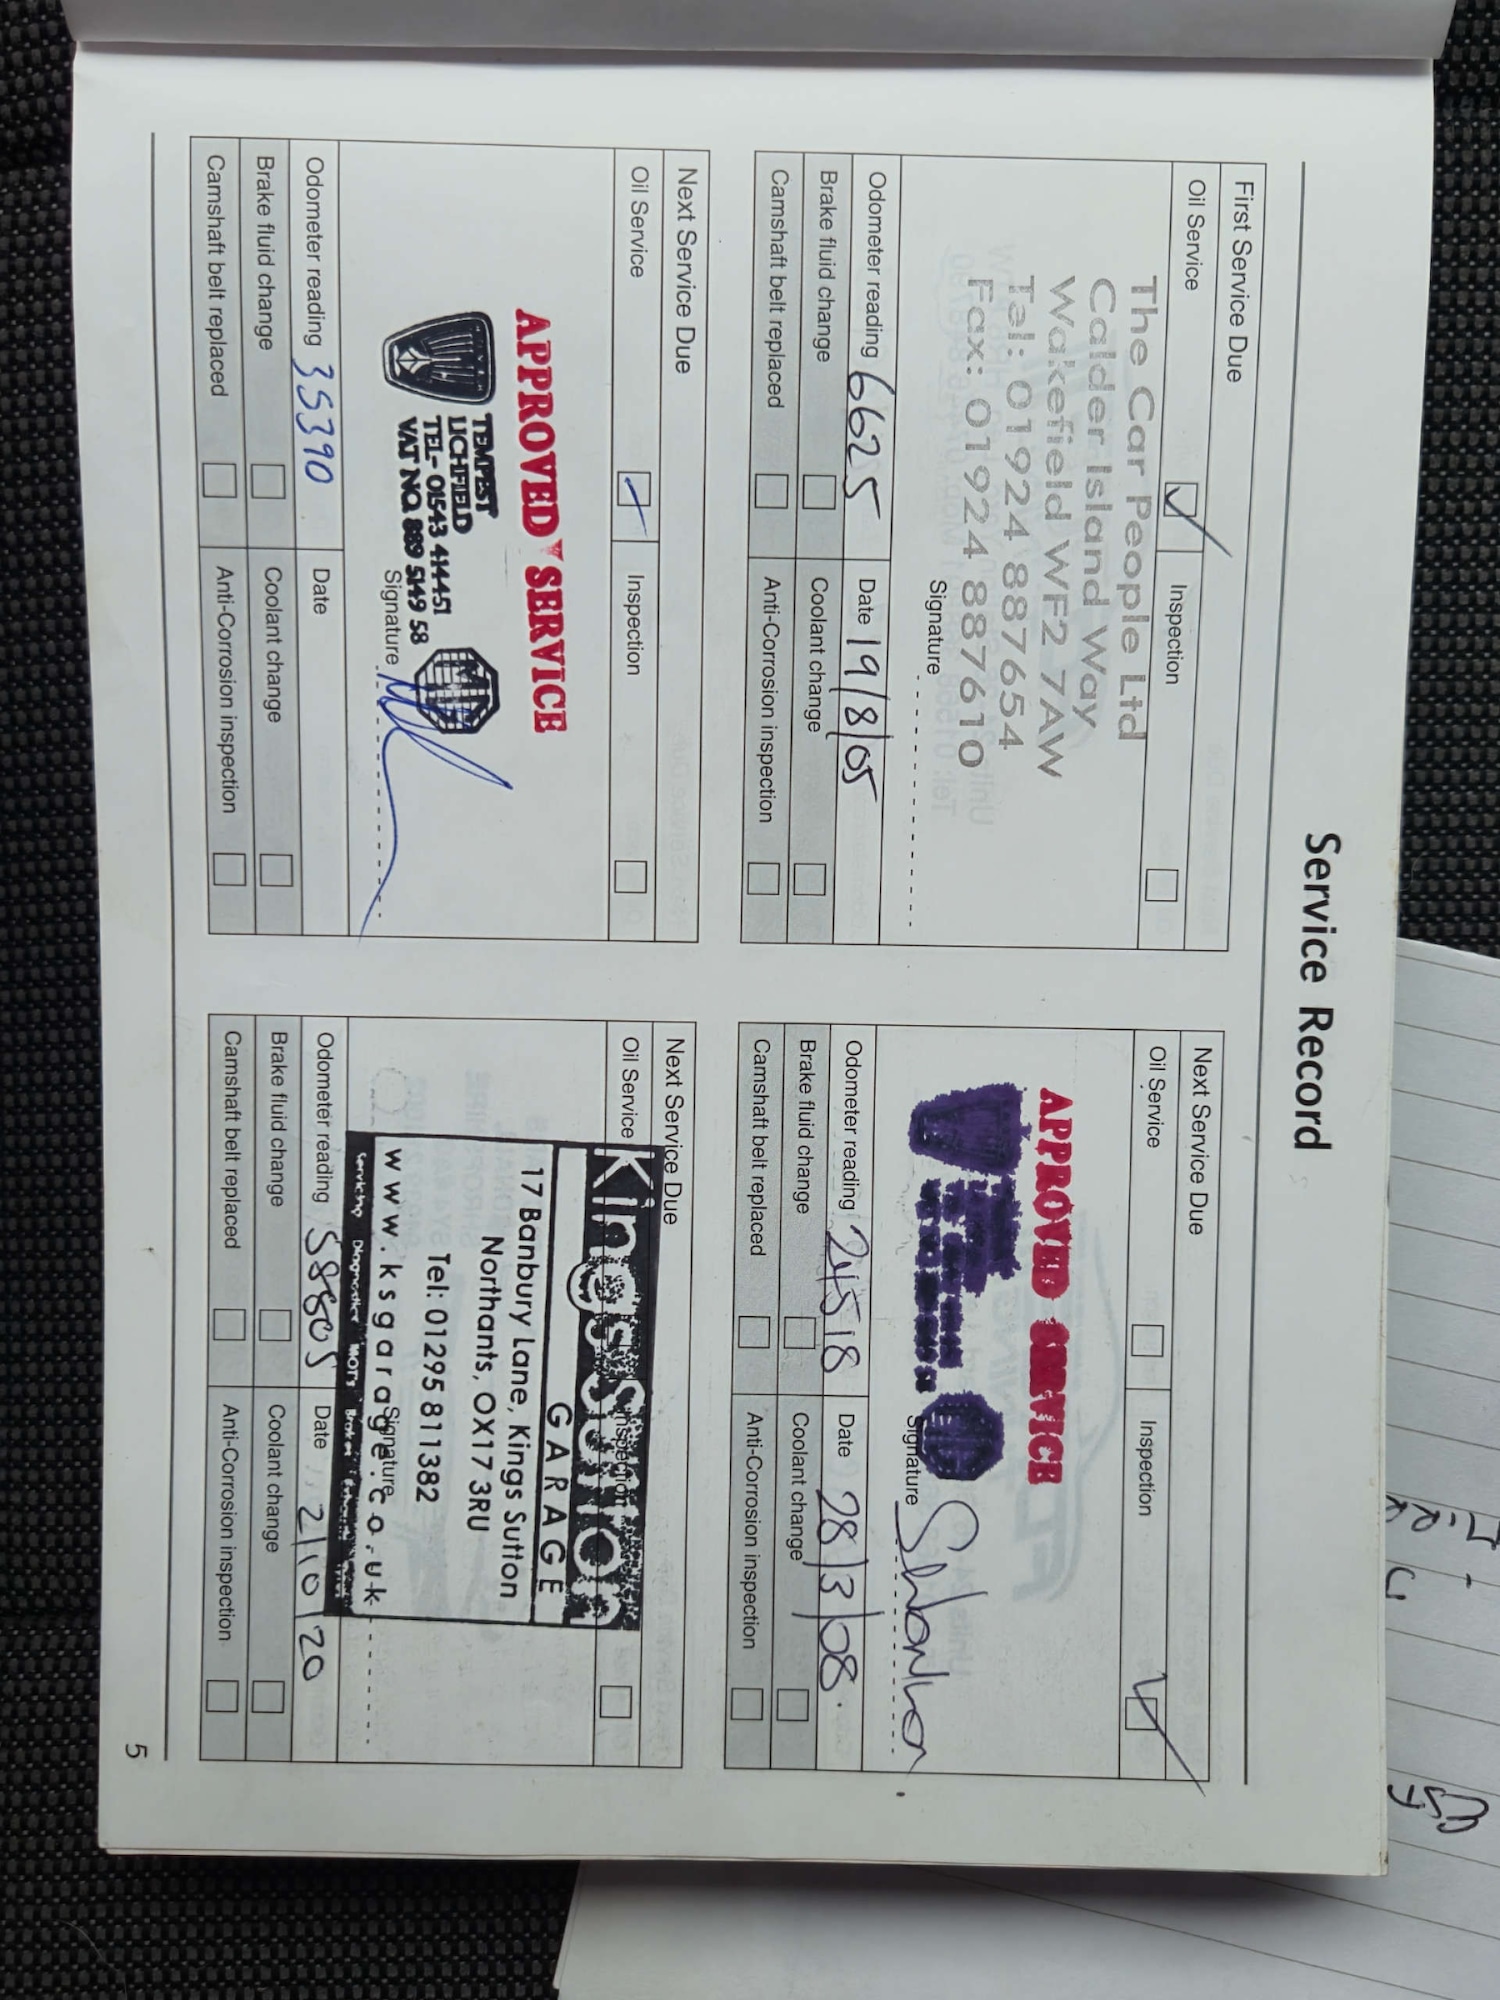 Service Record
First Service Due
Oil Service Inspection
The Car People Ltd
Calder Island Way
Wakefield WF2 7AW
Tel: 01924 887654
Fax: 01924 887610
Signature
Odometer reading 6625 Date 19/8/05
Brake fluid change Coolant change
Camshaft belt replaced Anti-Corrosion inspection
Next Service Due
Oil Service Inspection
APPROVED SERVICE
Signature
Odometer reading 24518 Date 28/3/08.
Brake fluid change Coolant change
Camshaft belt replaced Anti-Corrosion inspection
Next Service Due
Oil Service Inspection
APPROVED SERVICE
TEMPEST
LICHFIELD
TEL- 01543 414451
VAT NO. 889 5149 58
Signature
Odometer reading 35390 Date
Brake fluid change Coolant change
Camshaft belt replaced Anti-Corrosion inspection
Next Service Due
Oil Service Inspection
Kings Sutton
GARAGE
17 Banbury Lane, Kings Sutton
Northants, OX17 3RU
Tel: 01295 811382
www.ksgarage.co.uk
Signature
Servicing Diagnostics MOT's
Odometer reading 58805 Date 2/10/20
Brake fluid change Coolant change
Camshaft belt replaced Anti-Corrosion inspection
5